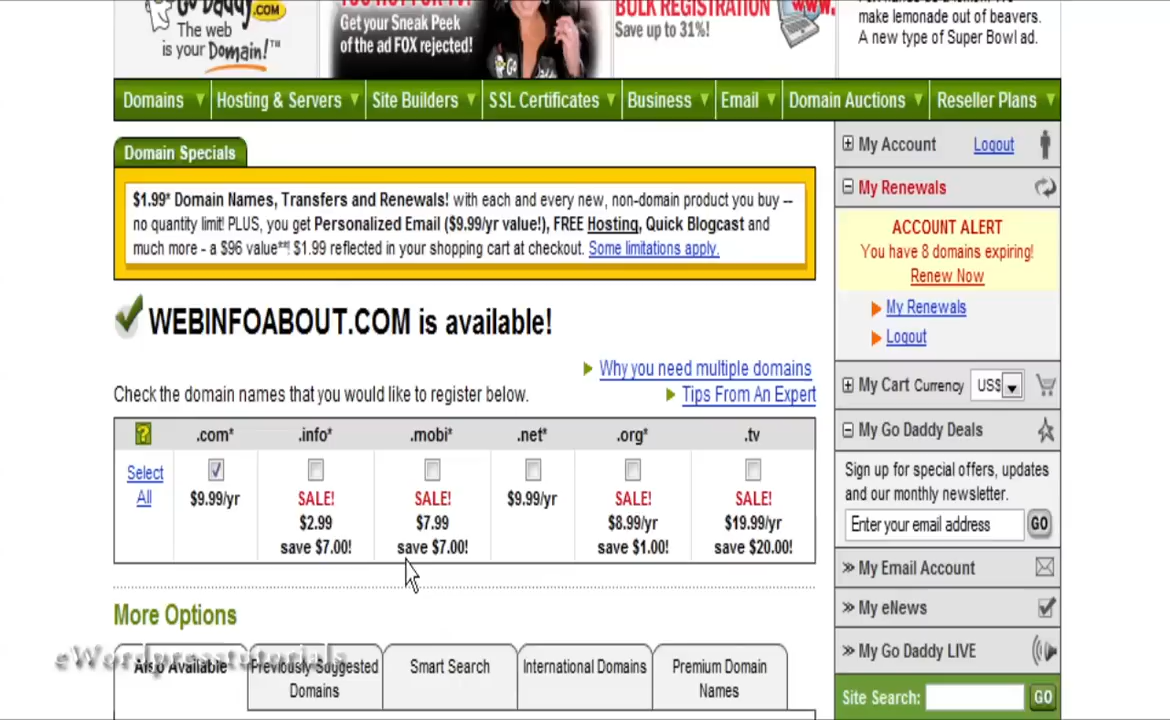 Go Daddy.COM
The web
is your Domain!™
Get your Sneak Peek
of the ad FOX rejected!
BULK REGISTRATION
Save up to 31%!
WWW.
make lemonade out of beavers.
A new type of Super Bowl ad.
Domains
Hosting & Servers
Site Builders
SSL Certificates
Business
Email
Domain Auctions
Reseller Plans
Domain Specials
$1.99* Domain Names, Transfers and Renewals! with each and every new, non-domain product you buy --
no quantity limit! PLUS, you get Personalized Email ($9.99/yr value!), FREE Hosting, Quick Blogcast and
much more - a $96 value**! $1.99 reflected in your shopping cart at checkout. Some limitations apply.
WEBINFOABOUT.COM is available!
Why you need multiple domains
Check the domain names that you would like to register below.
Tips From An Expert
? .com* .info* .mobi* .net* .org* .tv
Select
All
$9.99/yr SALE! SALE! $9.99/yr SALE! SALE!
$2.99 $7.99 $8.99/yr $19.99/yr
save $7.00! save $7.00! save $1.00! save $20.00!
More Options
Also Available
Previously Suggested
Domains
Smart Search
International Domains
Premium Domain
Names
eWordpresstutorials
My Account
Logout
My Renewals
ACCOUNT ALERT
You have 8 domains expiring!
Renew Now
My Renewals
Logout
My Cart Currency US$
My Go Daddy Deals
Sign up for special offers, updates
and our monthly newsletter.
Enter your email address GO
>> My Email Account
>> My eNews
>> My Go Daddy LIVE
Site Search: GO